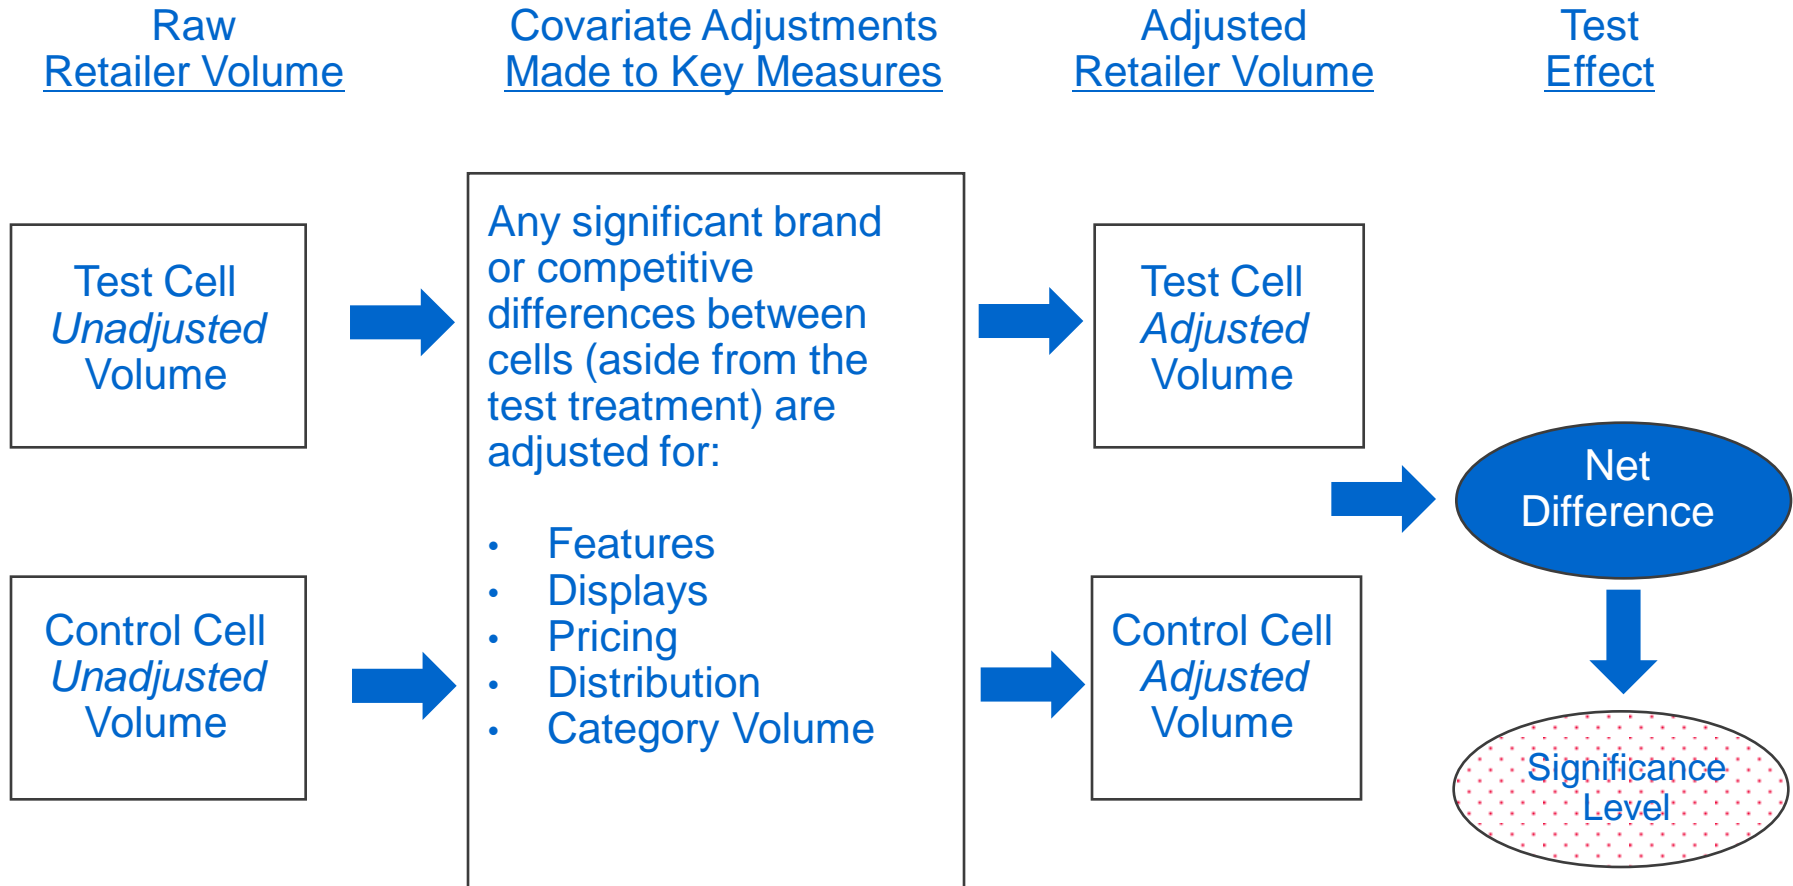 Raw
Retailer Volume
Covariate Adjustments
Made to Key Measures
Adjusted
Retailer Volume
Test
Effect
Test Cell
Unadjusted
Volume
Control Cell
Unadjusted
Volume
Any significant brand
or competitive
differences between
cells (aside from the
test treatment) are
adjusted for:
• Features
• Displays
• Pricing
• Distribution
• Category Volume
Test Cell
Adjusted
Volume
Control Cell
Adjusted
Volume
Net
Difference
Significance
Level